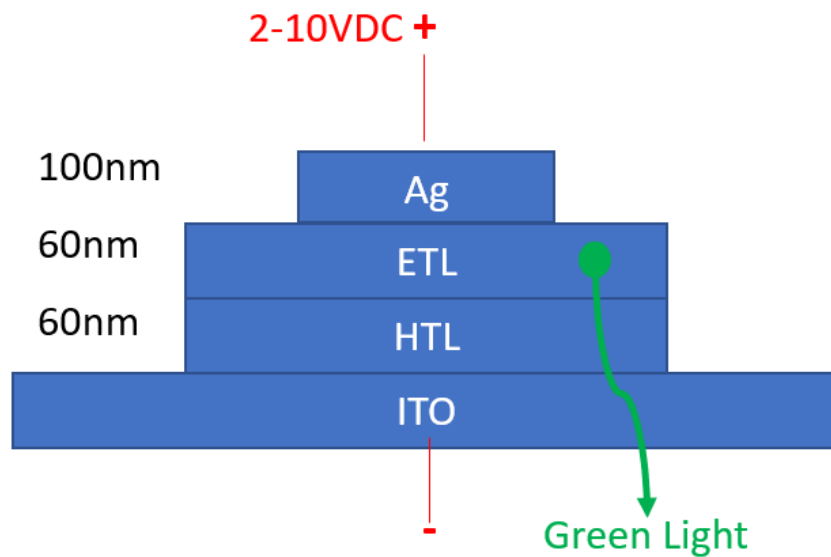 2-10VDC +
100nm
Ag
60nm
ETL
60nm
HTL
ITO
-
Green Light